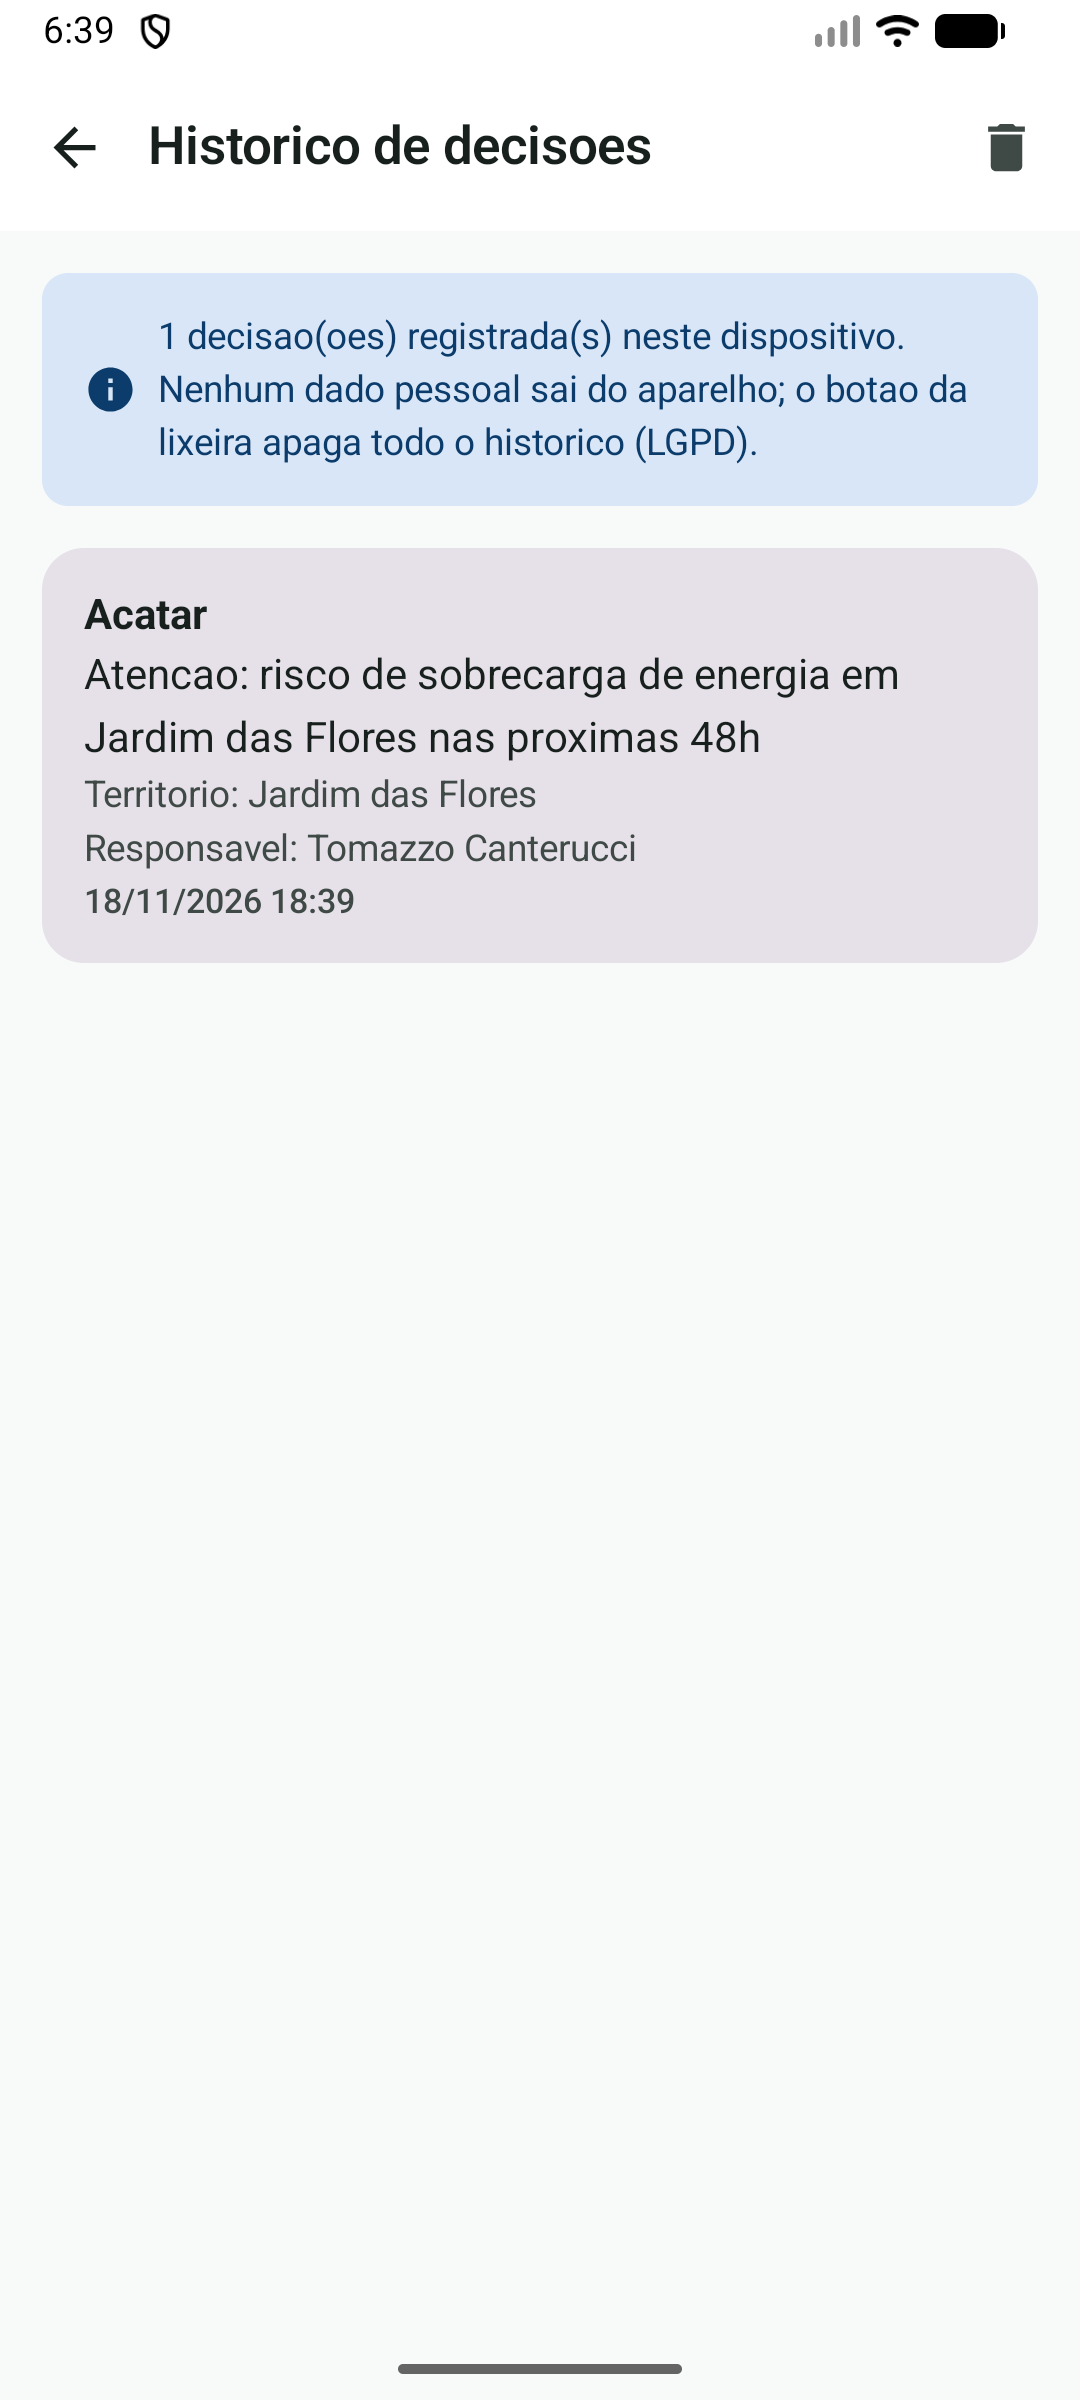 6:39
Historico de decisoes
1 decisao(oes) registrada(s) neste dispositivo.
Nenhum dado pessoal sai do aparelho; o botao da
lixeira apaga todo o historico (LGPD).
Acatar
Atencao: risco de sobrecarga de energia em
Jardim das Flores nas proximas 48h
Territorio: Jardim das Flores
Responsavel: Tomazzo Canterucci
18/11/2026 18:39